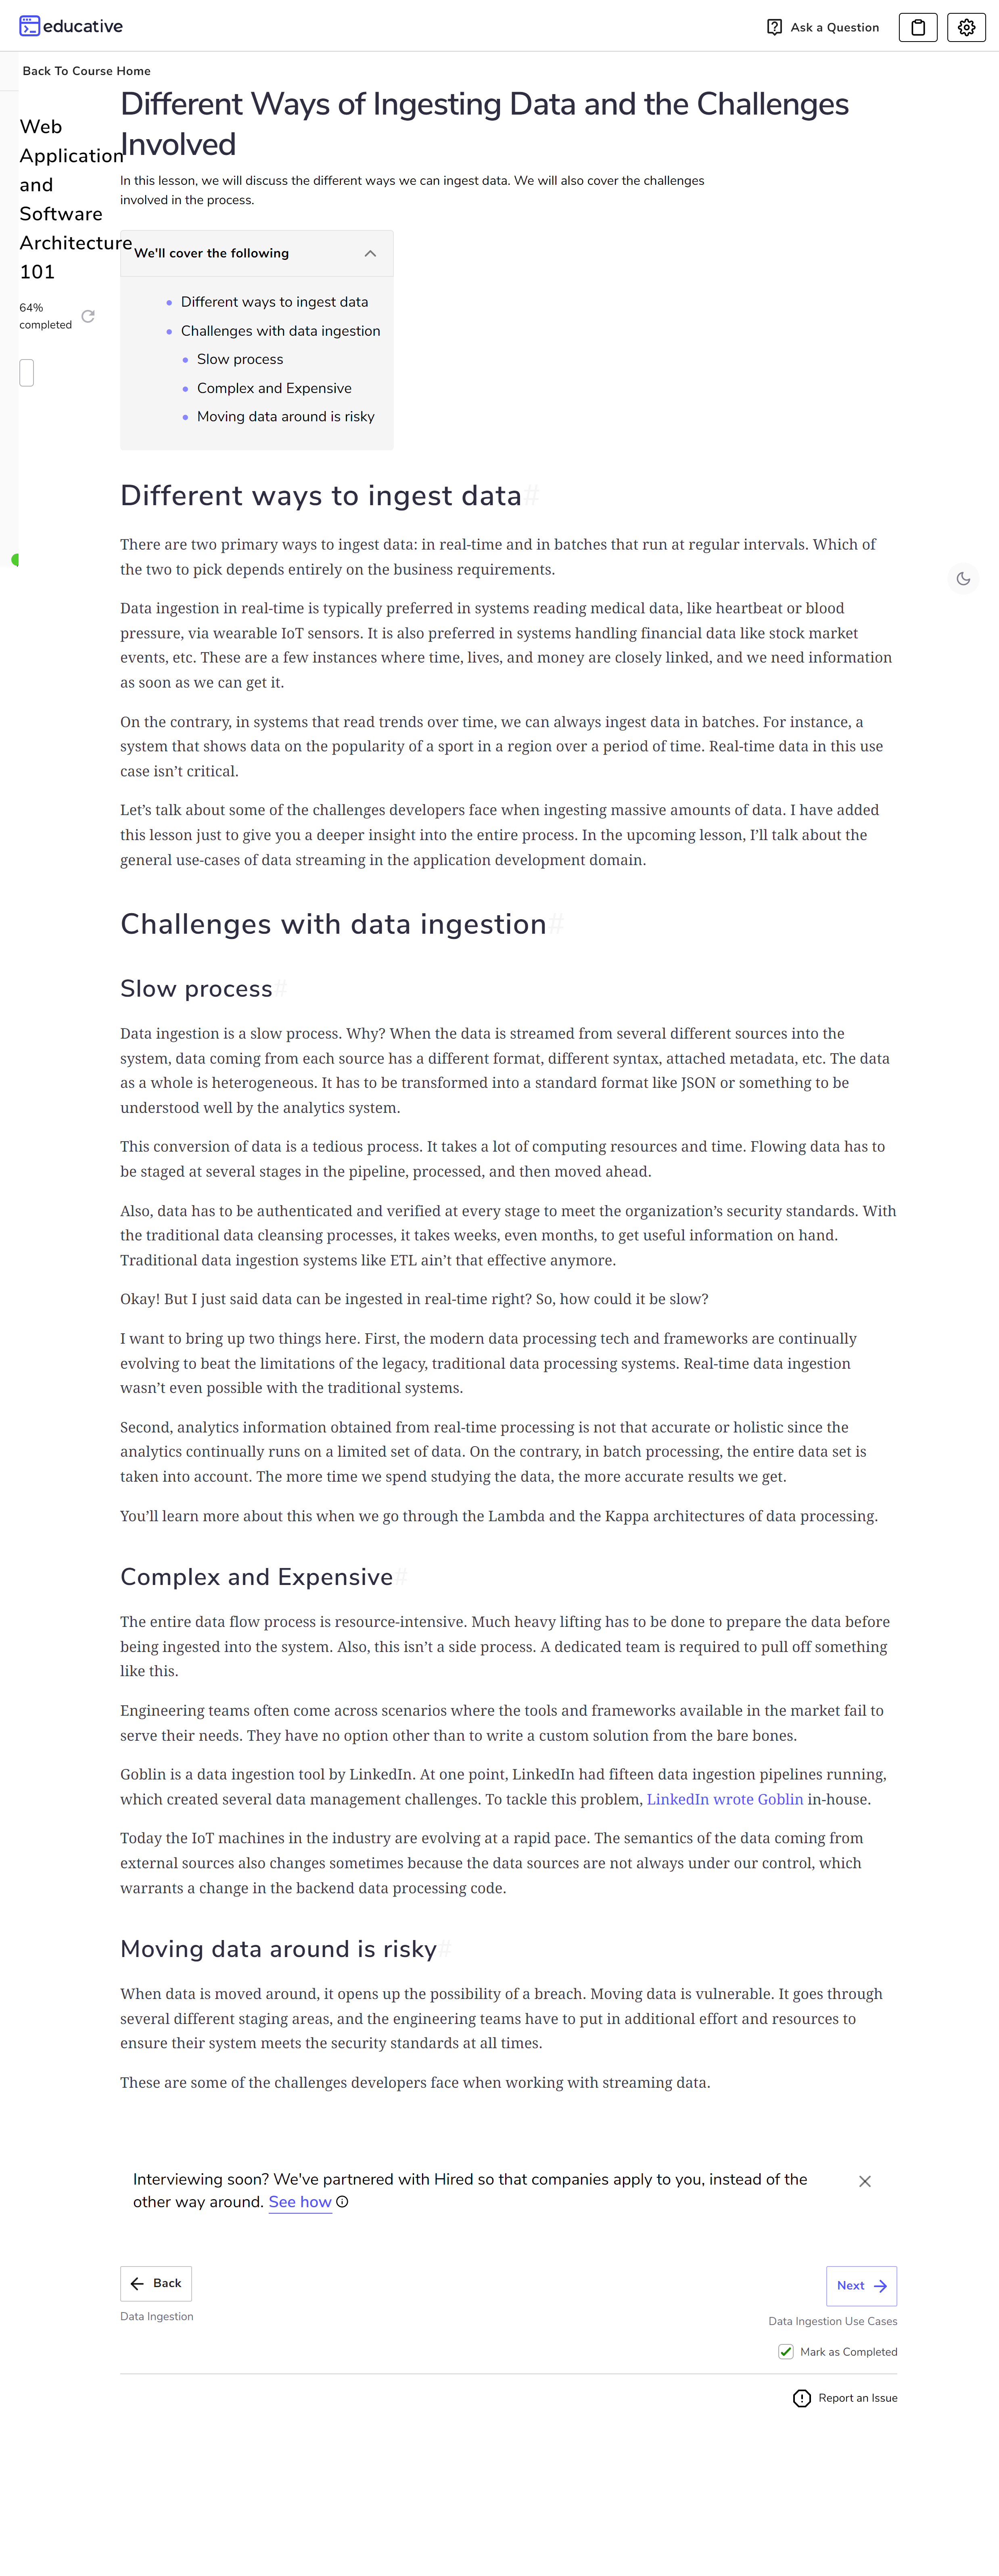 educative
Ask a Question
Back To Course Home
Web
Application
and
Software
Architecture
101
64%
completed
Different Ways of Ingesting Data and the Challenges
Involved
In this lesson, we will discuss the different ways we can ingest data. We will also cover the challenges
involved in the process.
We'll cover the following
Different ways to ingest data
Challenges with data ingestion
Slow process
Complex and Expensive
Moving data around is risky
Different ways to ingest data#
There are two primary ways to ingest data: in real-time and in batches that run at regular intervals. Which of
the two to pick depends entirely on the business requirements.
Data ingestion in real-time is typically preferred in systems reading medical data, like heartbeat or blood
pressure, via wearable IoT sensors. It is also preferred in systems handling financial data like stock market
events, etc. These are a few instances where time, lives, and money are closely linked, and we need information
as soon as we can get it.
On the contrary, in systems that read trends over time, we can always ingest data in batches. For instance, a
system that shows data on the popularity of a sport in a region over a period of time. Real-time data in this use
case isn’t critical.
Let’s talk about some of the challenges developers face when ingesting massive amounts of data. I have added
this lesson just to give you a deeper insight into the entire process. In the upcoming lesson, I’ll talk about the
general use-cases of data streaming in the application development domain.
Challenges with data ingestion#
Slow process#
Data ingestion is a slow process. Why? When the data is streamed from several different sources into the
system, data coming from each source has a different format, different syntax, attached metadata, etc. The data
as a whole is heterogeneous. It has to be transformed into a standard format like JSON or something to be
understood well by the analytics system.
This conversion of data is a tedious process. It takes a lot of computing resources and time. Flowing data has to
be staged at several stages in the pipeline, processed, and then moved ahead.
Also, data has to be authenticated and verified at every stage to meet the organization’s security standards. With
the traditional data cleansing processes, it takes weeks, even months, to get useful information on hand.
Traditional data ingestion systems like ETL ain’t that effective anymore.
Okay! But I just said data can be ingested in real-time right? So, how could it be slow?
I want to bring up two things here. First, the modern data processing tech and frameworks are continually
evolving to beat the limitations of the legacy, traditional data processing systems. Real-time data ingestion
wasn’t even possible with the traditional systems.
Second, analytics information obtained from real-time processing is not that accurate or holistic since the
analytics continually runs on a limited set of data. On the contrary, in batch processing, the entire data set is
taken into account. The more time we spend studying the data, the more accurate results we get.
You’ll learn more about this when we go through the Lambda and the Kappa architectures of data processing.
Complex and Expensive#
The entire data flow process is resource-intensive. Much heavy lifting has to be done to prepare the data before
being ingested into the system. Also, this isn’t a side process. A dedicated team is required to pull off something
like this.
Engineering teams often come across scenarios where the tools and frameworks available in the market fail to
serve their needs. They have no option other than to write a custom solution from the bare bones.
Goblin is a data ingestion tool by LinkedIn. At one point, LinkedIn had fifteen data ingestion pipelines running,
which created several data management challenges. To tackle this problem, LinkedIn wrote Goblin in-house.
Today the IoT machines in the industry are evolving at a rapid pace. The semantics of the data coming from
external sources also changes sometimes because the data sources are not always under our control, which
warrants a change in the backend data processing code.
Moving data around is risky#
When data is moved around, it opens up the possibility of a breach. Moving data is vulnerable. It goes through
several different staging areas, and the engineering teams have to put in additional effort and resources to
ensure their system meets the security standards at all times.
These are some of the challenges developers face when working with streaming data.
Interviewing soon? We've partnered with Hired so that companies apply to you, instead of the
other way around. See how
Back
Next
Data Ingestion
Data Ingestion Use Cases
Mark as Completed
Report an Issue